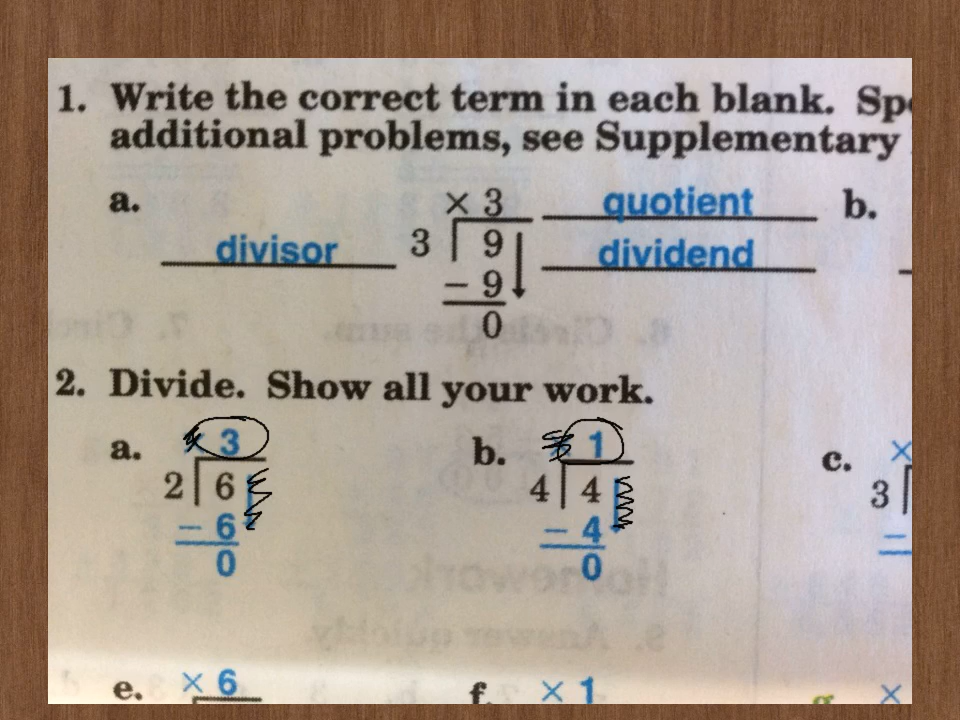 1. Write the correct term in each blank.
additional problems, see Supplementary
a. × 3 quotient b.
divisor 3 9 dividend
− 9
0
2. Divide. Show all your work.
a. × 3 b. × 1 c. ×
2 6 4 4 3
− 6 − 4 −
0 0
e. × 6 f. × 1 g. ×